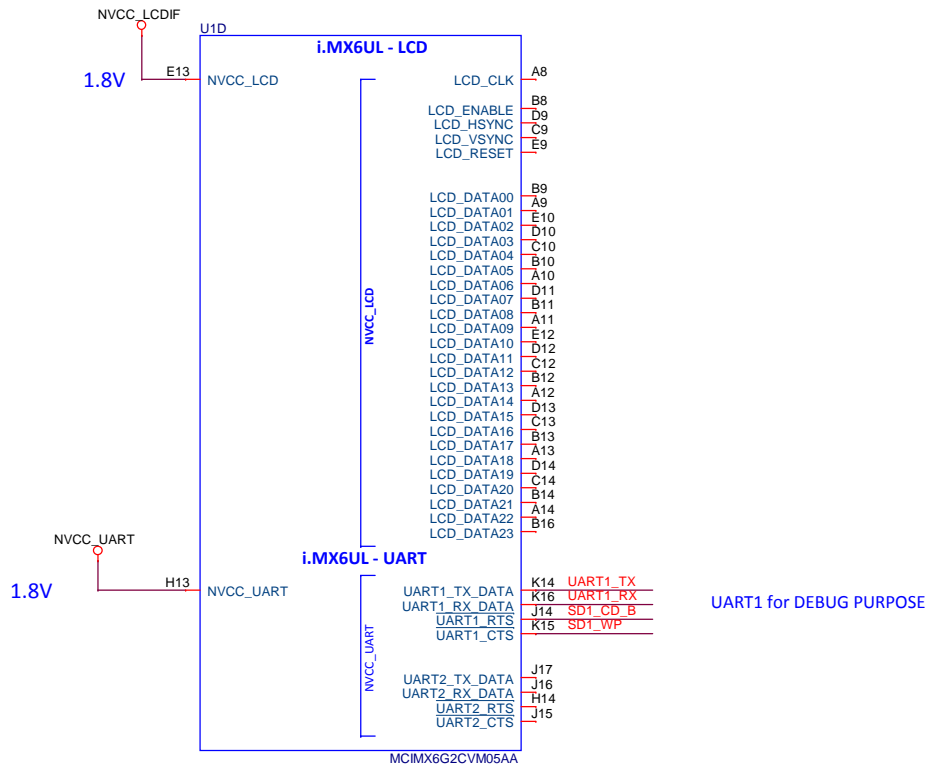 NVCC_LCDIF
U1D
i.MX6UL - LCD
1.8V
E13 NVCC_LCD
NVCC_LCD
LCD_CLK A8
LCD_ENABLE B8
LCD_HSYNC D9
LCD_VSYNC C9
LCD_RESET E9
LCD_DATA00 B9
LCD_DATA01 A9
LCD_DATA02 E10
LCD_DATA03 D10
LCD_DATA04 C10
LCD_DATA05 B10
LCD_DATA06 A10
LCD_DATA07 D11
LCD_DATA08 B11
LCD_DATA09 A11
LCD_DATA10 E12
LCD_DATA11 D12
LCD_DATA12 C12
LCD_DATA13 B12
LCD_DATA14 A12
LCD_DATA15 D13
LCD_DATA16 C13
LCD_DATA17 B13
LCD_DATA18 A13
LCD_DATA19 D14
LCD_DATA20 C14
LCD_DATA21 B14
LCD_DATA22 A14
LCD_DATA23 B16
NVCC_UART
i.MX6UL - UART
1.8V
H13 NVCC_UART
NVCC_UART
UART1_TX_DATA K14 UART1_TX
UART1_RX_DATA K16 UART1_RX
UART1_RTS J14 SD1_CD_B
UART1_CTS K15 SD1_WP
UART1 for DEBUG PURPOSE
UART2_TX_DATA J17
UART2_RX_DATA J16
UART2_RTS H14
UART2_CTS J15
MCIMX6G2CVM05AA